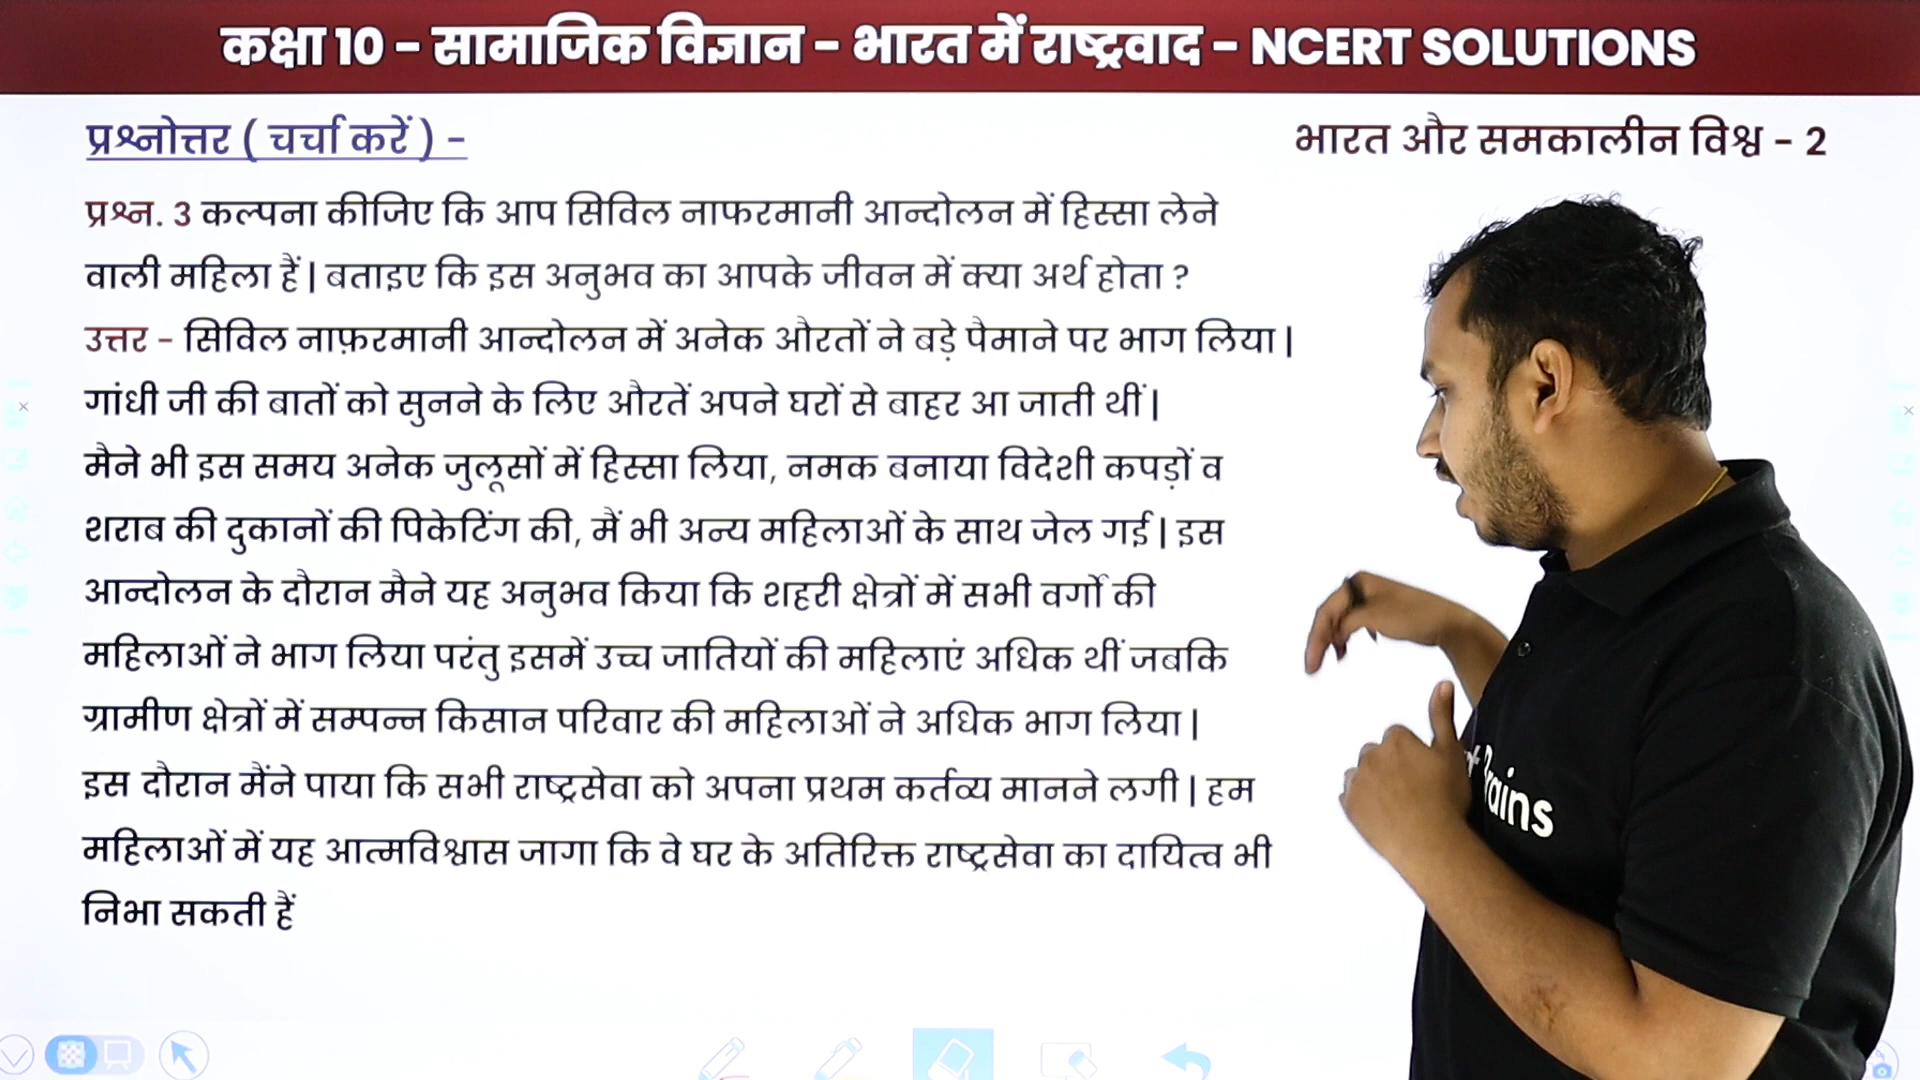 कक्षा 10 – सामाजिक विज्ञान – भारत में राष्ट्रवाद – NCERT SOLUTIONS
प्रश्नोत्तर ( चर्चा करें ) –
भारत और समकालीन विश्व – 2
प्रश्न. 3 कल्पना कीजिए कि आप सिविल नाफरमानी आन्दोलन में हिस्सा लेने
वाली महिला हैं | बताइए कि इस अनुभव का आपके जीवन में क्या अर्थ होता ?
उत्तर – सिविल नाफ़रमानी आन्दोलन में अनेक औरतों ने बड़े पैमाने पर भाग लिया |
गांधी जी की बातों को सुनने के लिए औरतें अपने घरों से बाहर आ जाती थीं |
मैने भी इस समय अनेक जुलूसों में हिस्सा लिया, नमक बनाया विदेशी कपड़ों व
शराब की दुकानों की पिकेटिंग की, मैं भी अन्य महिलाओं के साथ जेल गई | इस
आन्दोलन के दौरान मैने यह अनुभव किया कि शहरी क्षेत्रों में सभी वर्गों की
महिलाओं ने भाग लिया परंतु इसमें उच्च जातियों की महिलाएं अधिक थीं जबकि
ग्रामीण क्षेत्रों में सम्पन्न किसान परिवार की महिलाओं ने अधिक भाग लिया |
इस दौरान मैंने पाया कि सभी राष्ट्रसेवा को अपना प्रथम कर्तव्य मानने लगी | हम
महिलाओं में यह आत्मविश्वास जागा कि वे घर के अतिरिक्त राष्ट्रसेवा का दायित्व भी
निभा सकती हैं